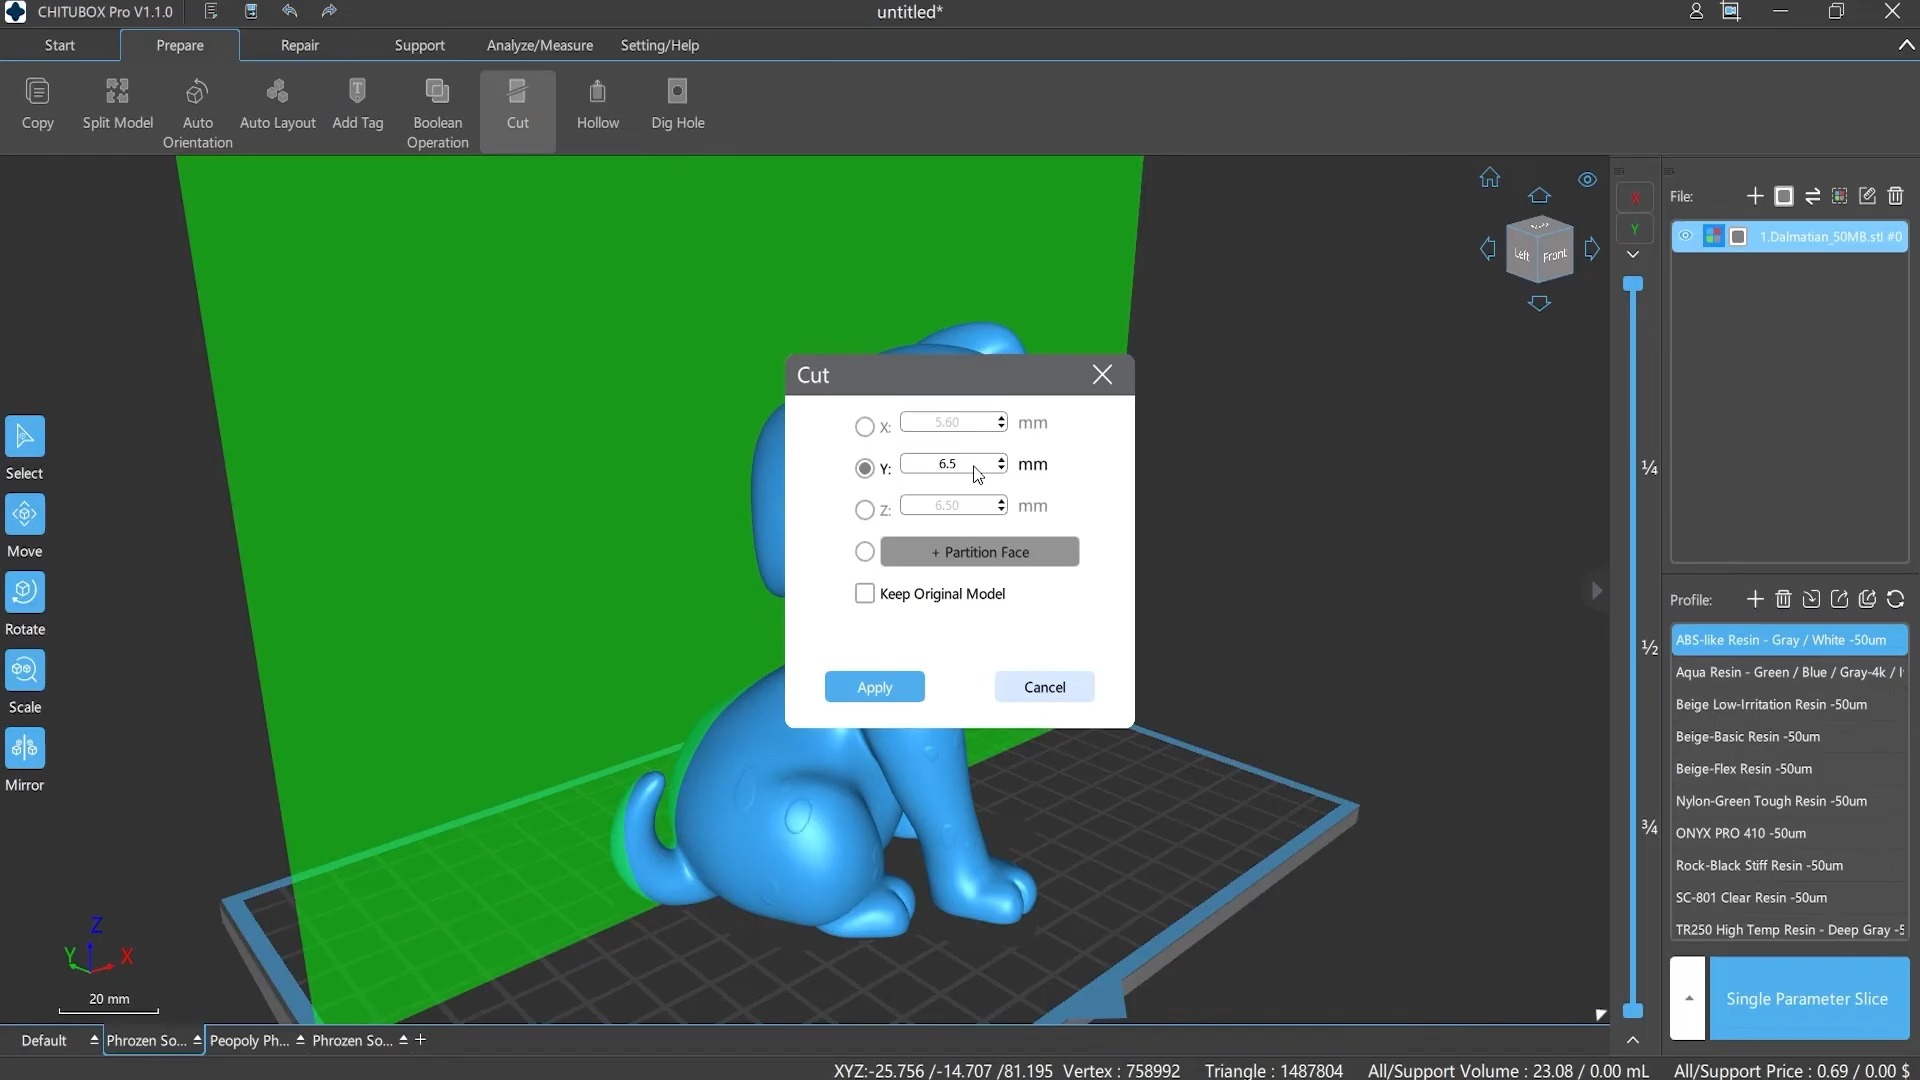 CHITUBOX Pro V1.1.0
untitled*
Start
Prepare
Repair
Support
Analyze/Measure
Setting/Help
Copy
Split Model
Auto
Orientation
Auto Layout
Add Tag
Boolean
Operation
Cut
Hollow
Dig Hole
Left
Front
X
Y
File:
1.Dalmatian_50MB.stl #0
Cut
X: 5.60 mm
Y: 6.5 mm
Z: 6.50 mm
+ Partition Face
Keep Original Model
Apply
Cancel
Select
Move
Rotate
Scale
Mirror
¼
½
¾
Profile:
ABS-like Resin - Gray / White -50um
Aqua Resin - Green / Blue / Gray-4k / I
Beige Low-Irritation Resin -50um
Beige-Basic Resin -50um
Beige-Flex Resin -50um
Nylon-Green Tough Resin -50um
ONYX PRO 410 -50um
Rock-Black Stiff Resin -50um
SC-801 Clear Resin -50um
TR250 High Temp Resin - Deep Gray -5
Single Parameter Slice
Z
Y
X
20 mm
Default
Phrozen So...
Peopoly Ph...
Phrozen So...
XYZ:-25.756 /-14.707 /81.195 Vertex : 758992 Triangle : 1487804 All/Support Volume : 23.08 / 0.00 mL All/Support Price : 0.69 / 0.00 $